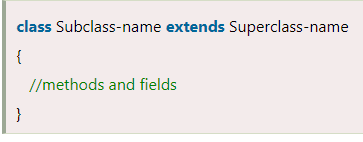 class Subclass-name extends Superclass-name
{
//methods and fields
}